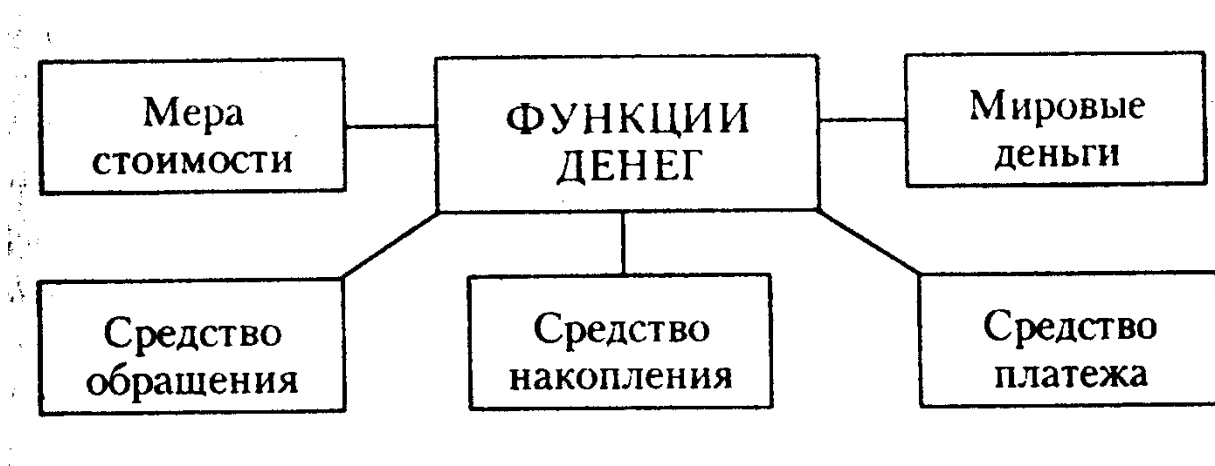 Мера
стоимости
ФУНКЦИИ
ДЕНЕГ
Мировые
деньги
Средство
обращения
Средство
накопления
Средство
платежа